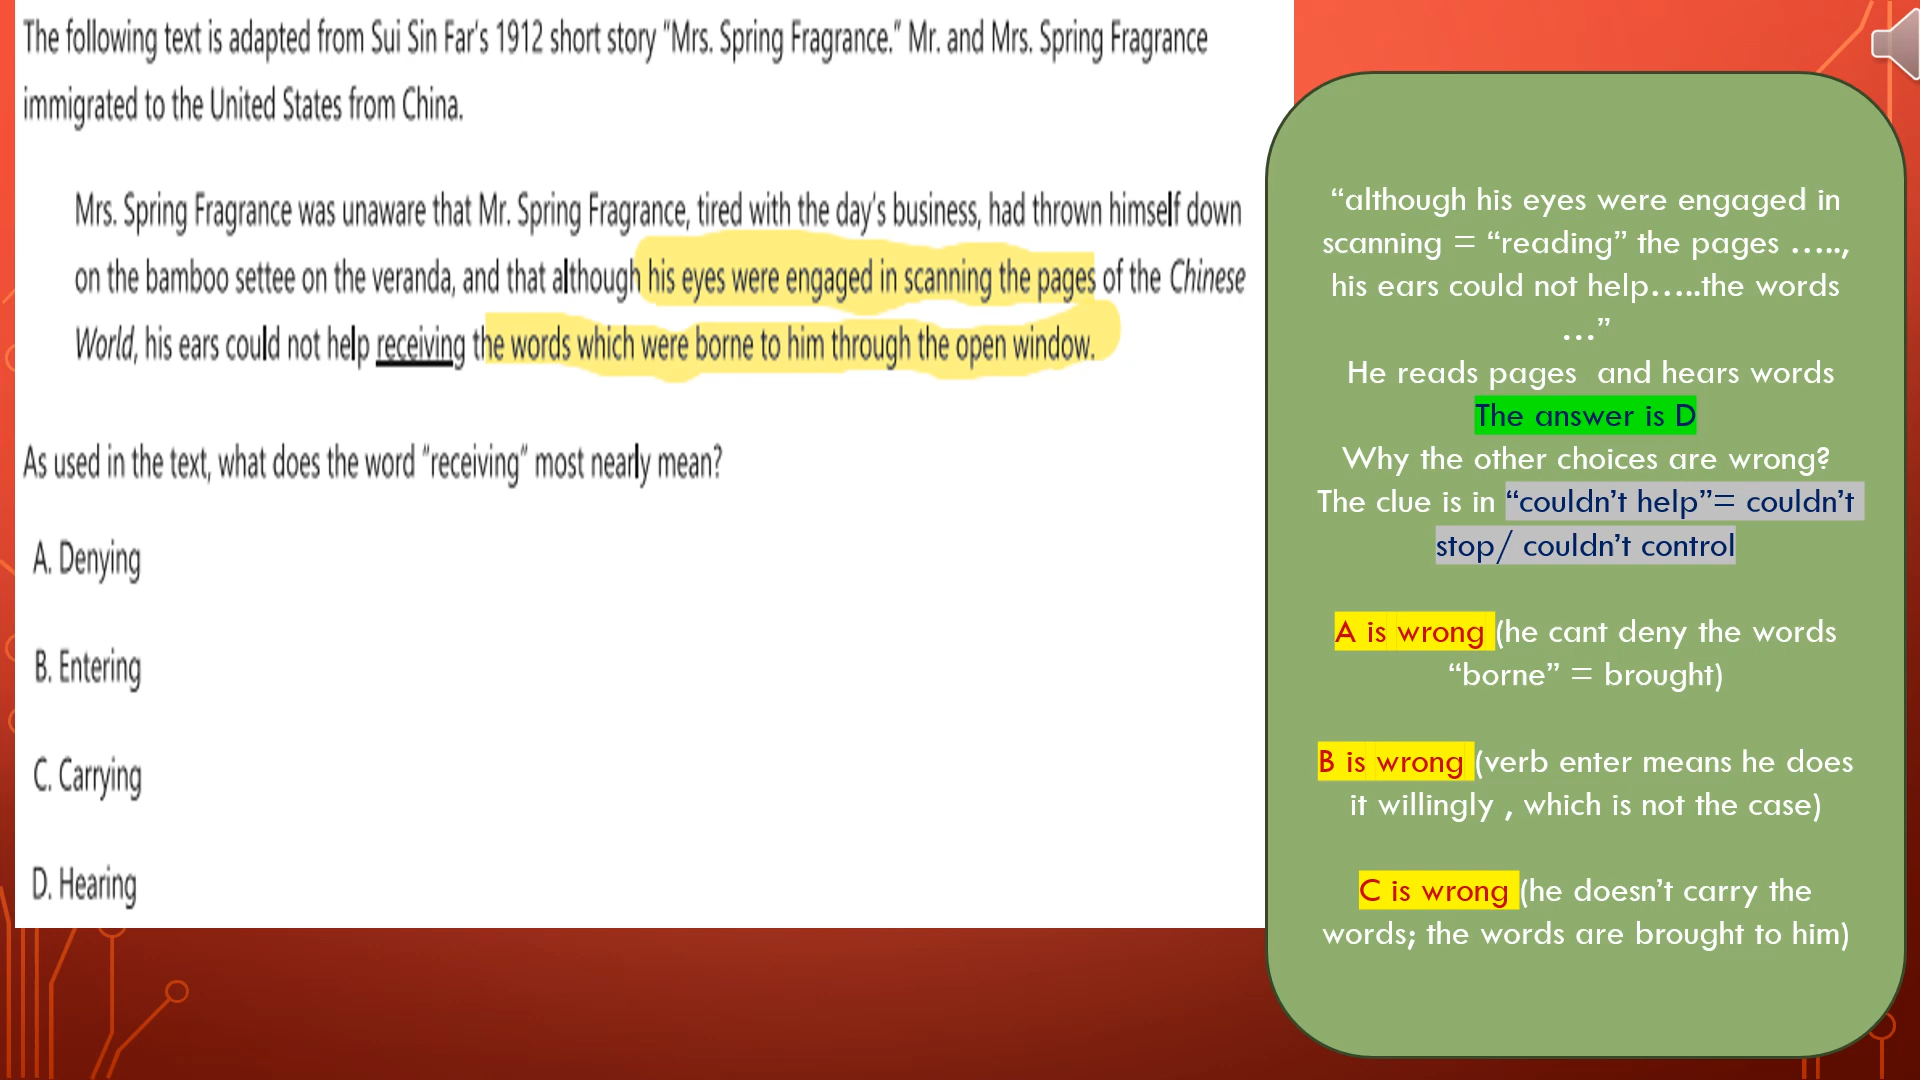 The following text is adapted from Sui Sin Far's 1912 short story "Mrs. Spring Fragrance." Mr. and Mrs. Spring Fragrance
immigrated to the United States from China.
Mrs. Spring Fragrance was unaware that Mr. Spring Fragrance, tired with the day's business, had thrown himself down
on the bamboo settee on the veranda, and that although his eyes were engaged in scanning the pages of the Chinese
World, his ears could not help receiving the words which were borne to him through the open window.
As used in the text, what does the word "receiving" most nearly mean?
A. Denying
B. Entering
C. Carrying
D. Hearing
“although his eyes were engaged in
scanning = “reading” the pages …..,
his ears could not help…..the words
…”
He reads pages and hears words
The answer is D
Why the other choices are wrong?
The clue is in “couldn’t help”= couldn’t
stop/ couldn’t control
A is wrong (he cant deny the words
“borne” = brought)
B is wrong (verb enter means he does
it willingly , which is not the case)
C is wrong (he doesn’t carry the
words; the words are brought to him)